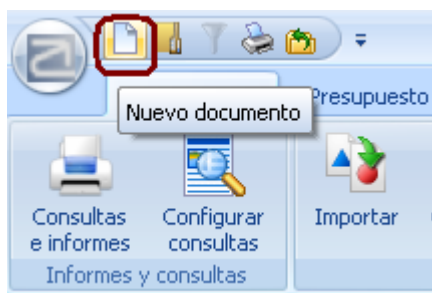 Nuevo documento
Presupuesto
Consultas
e informes
Configurar
consultas
Importar
Informes y consultas